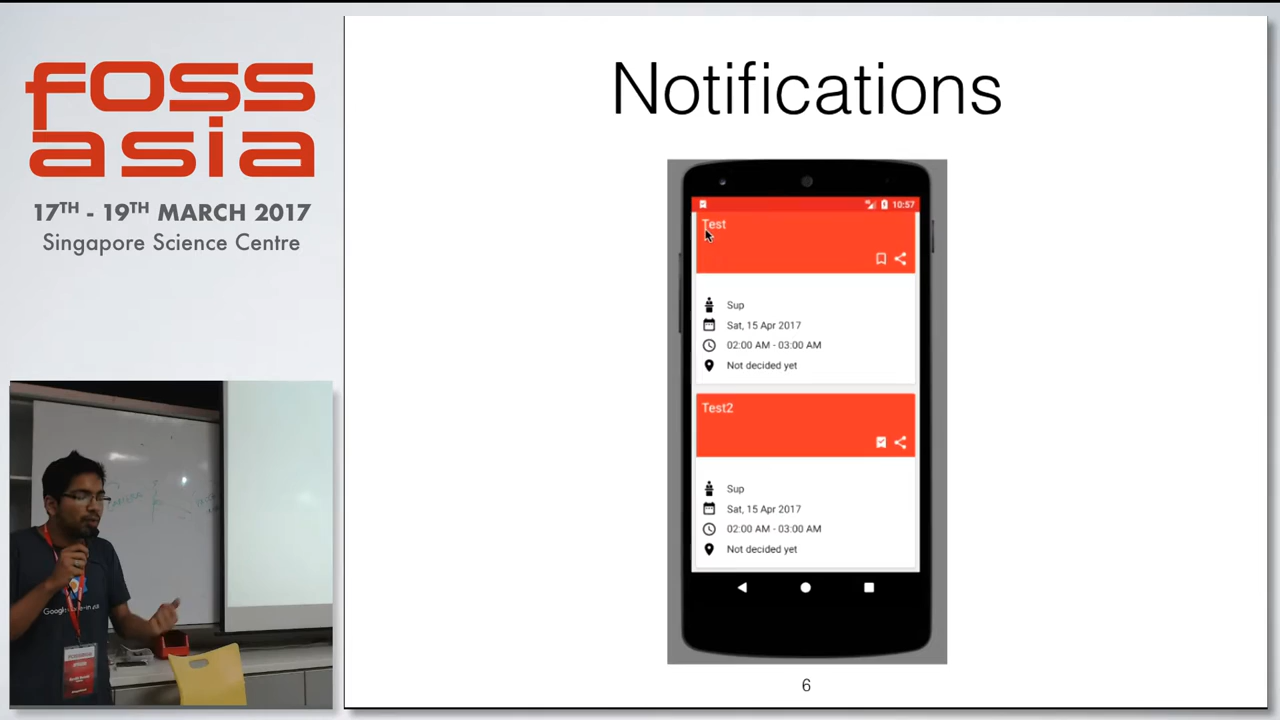 foss
asia
17TH - 19TH MARCH 2017
Singapore Science Centre
Notifications
10:57
Test
Sup
Sat, 15 Apr 2017
02:00 AM - 03:00 AM
Not decided yet
Test2
Sup
Sat, 15 Apr 2017
02:00 AM - 03:00 AM
Not decided yet
6